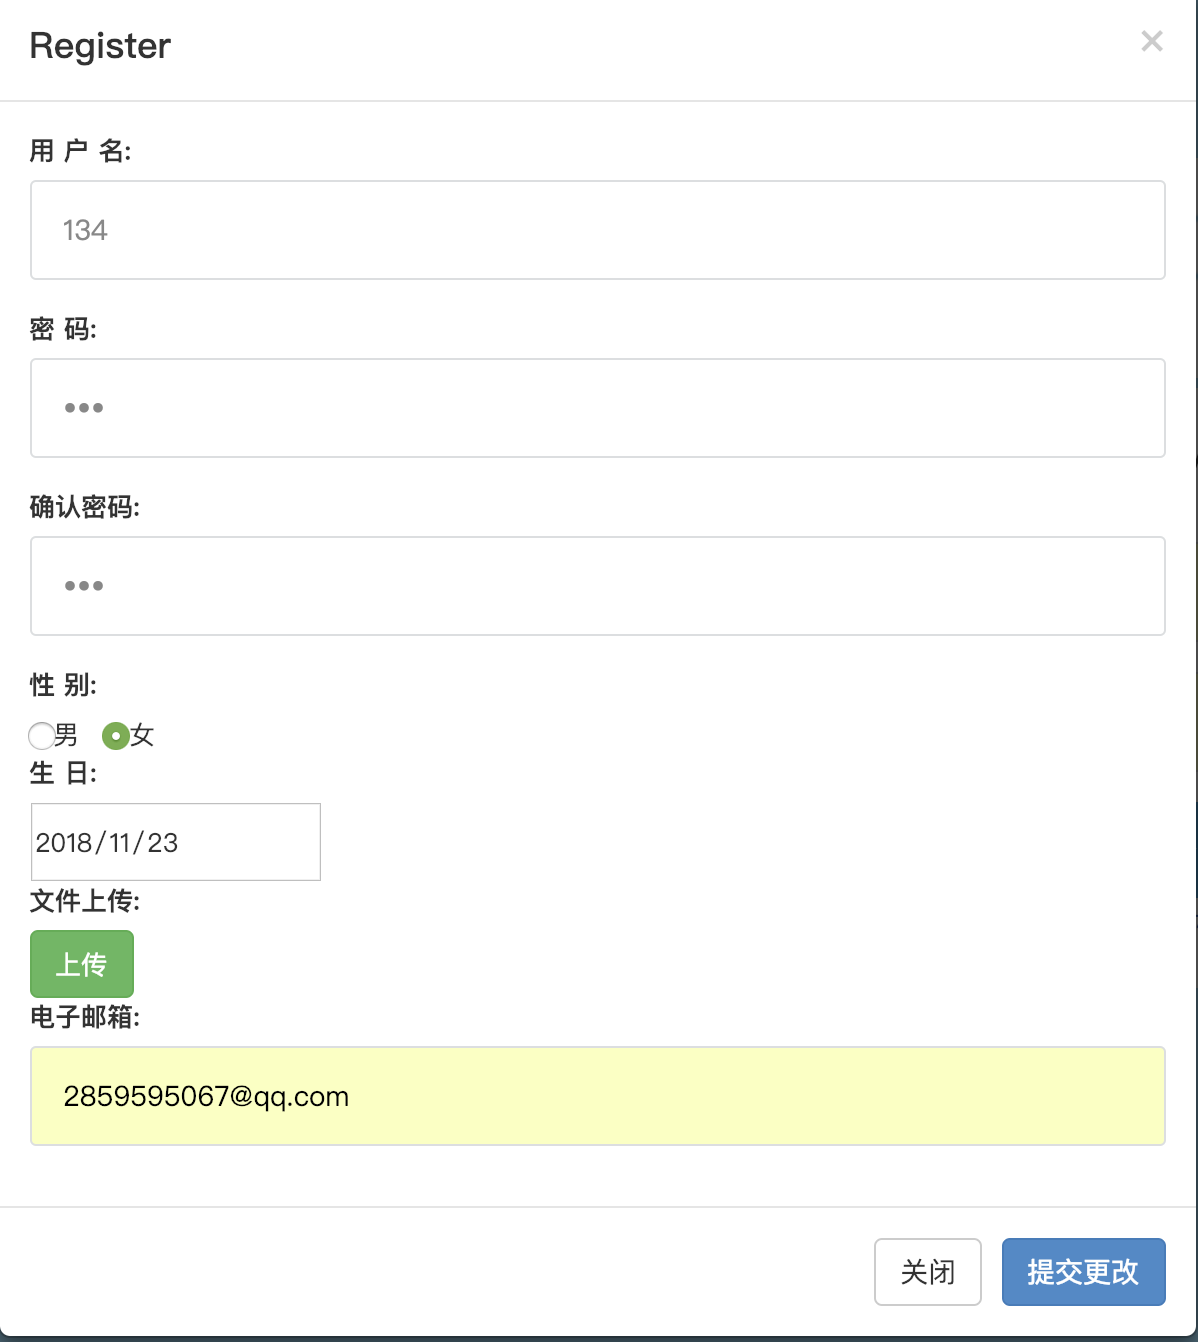 Register
用 户 名:
134
密 码:
•••
确认密码:
•••
性 别:
男 女
生 日:
2018/11/23
文件上传:
上传
电子邮箱:
2859595067@qq.com
关闭 提交更改